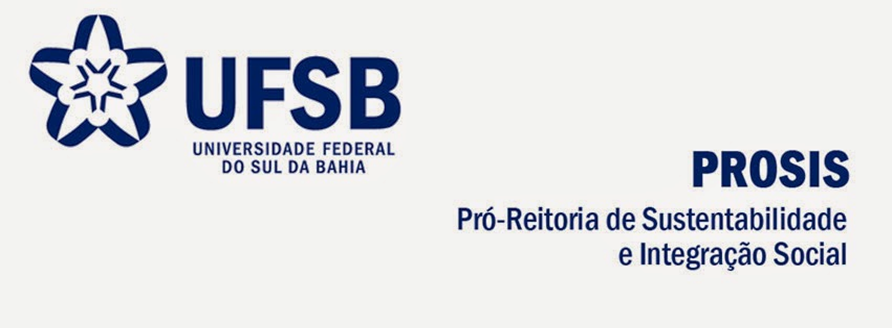 UFSB
UNIVERSIDADE FEDERAL
DO SUL DA BAHIA
PROSIS
Pró-Reitoria de Sustentabilidade
e Integração Social